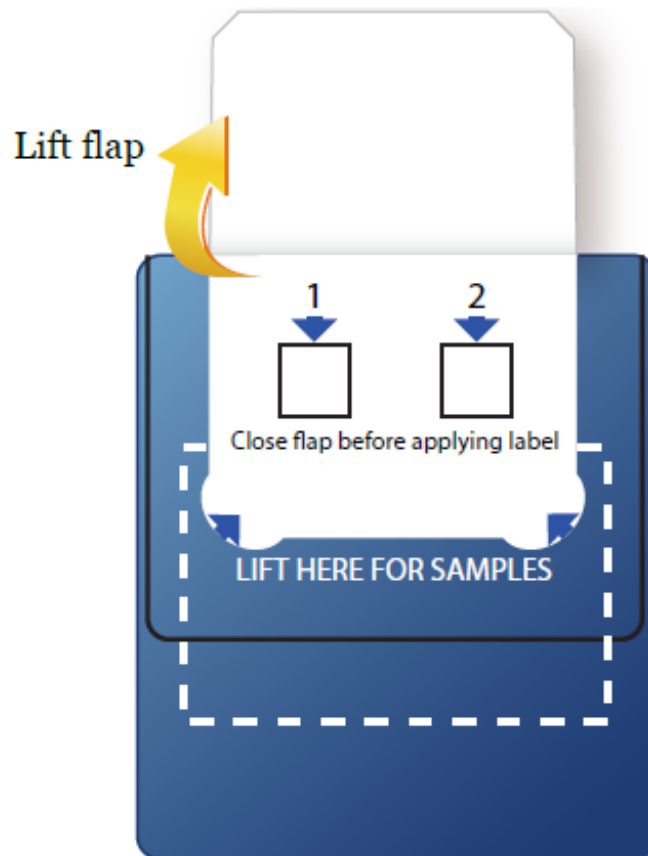 Lift flap
1 2
Close flap before applying label
LIFT HERE FOR SAMPLES